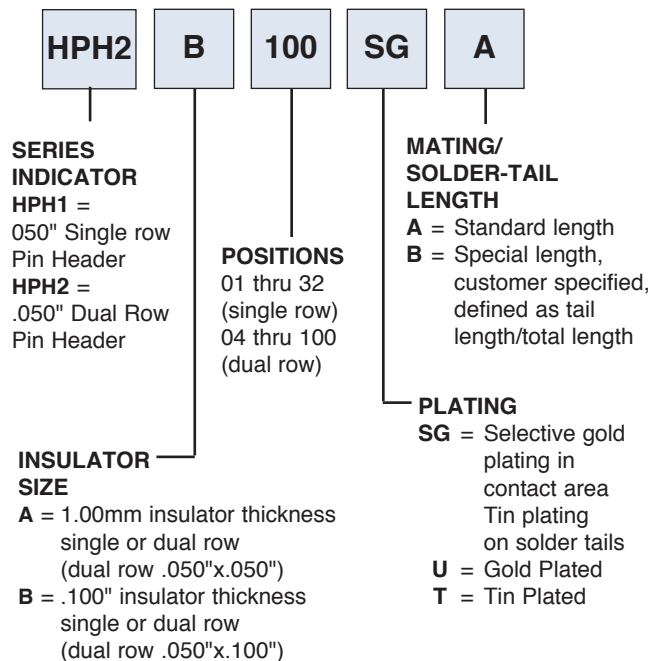 HPH2 B 100 SG A
SERIES
INDICATOR
HPH1 =
050" Single row
Pin Header
HPH2 =
.050" Dual Row
Pin Header
POSITIONS
01 thru 32
(single row)
04 thru 100
(dual row)
MATING/
SOLDER-TAIL
LENGTH
A = Standard length
B = Special length,
customer specified,
defined as tail
length/total length
INSULATOR
SIZE
A = 1.00mm insulator thickness
single or dual row
(dual row .050"x.050")
B = .100" insulator thickness
single or dual row
(dual row .050"x.100")
PLATING
SG = Selective gold
plating in
contact area
Tin plating
on solder tails
U = Gold Plated
T = Tin Plated